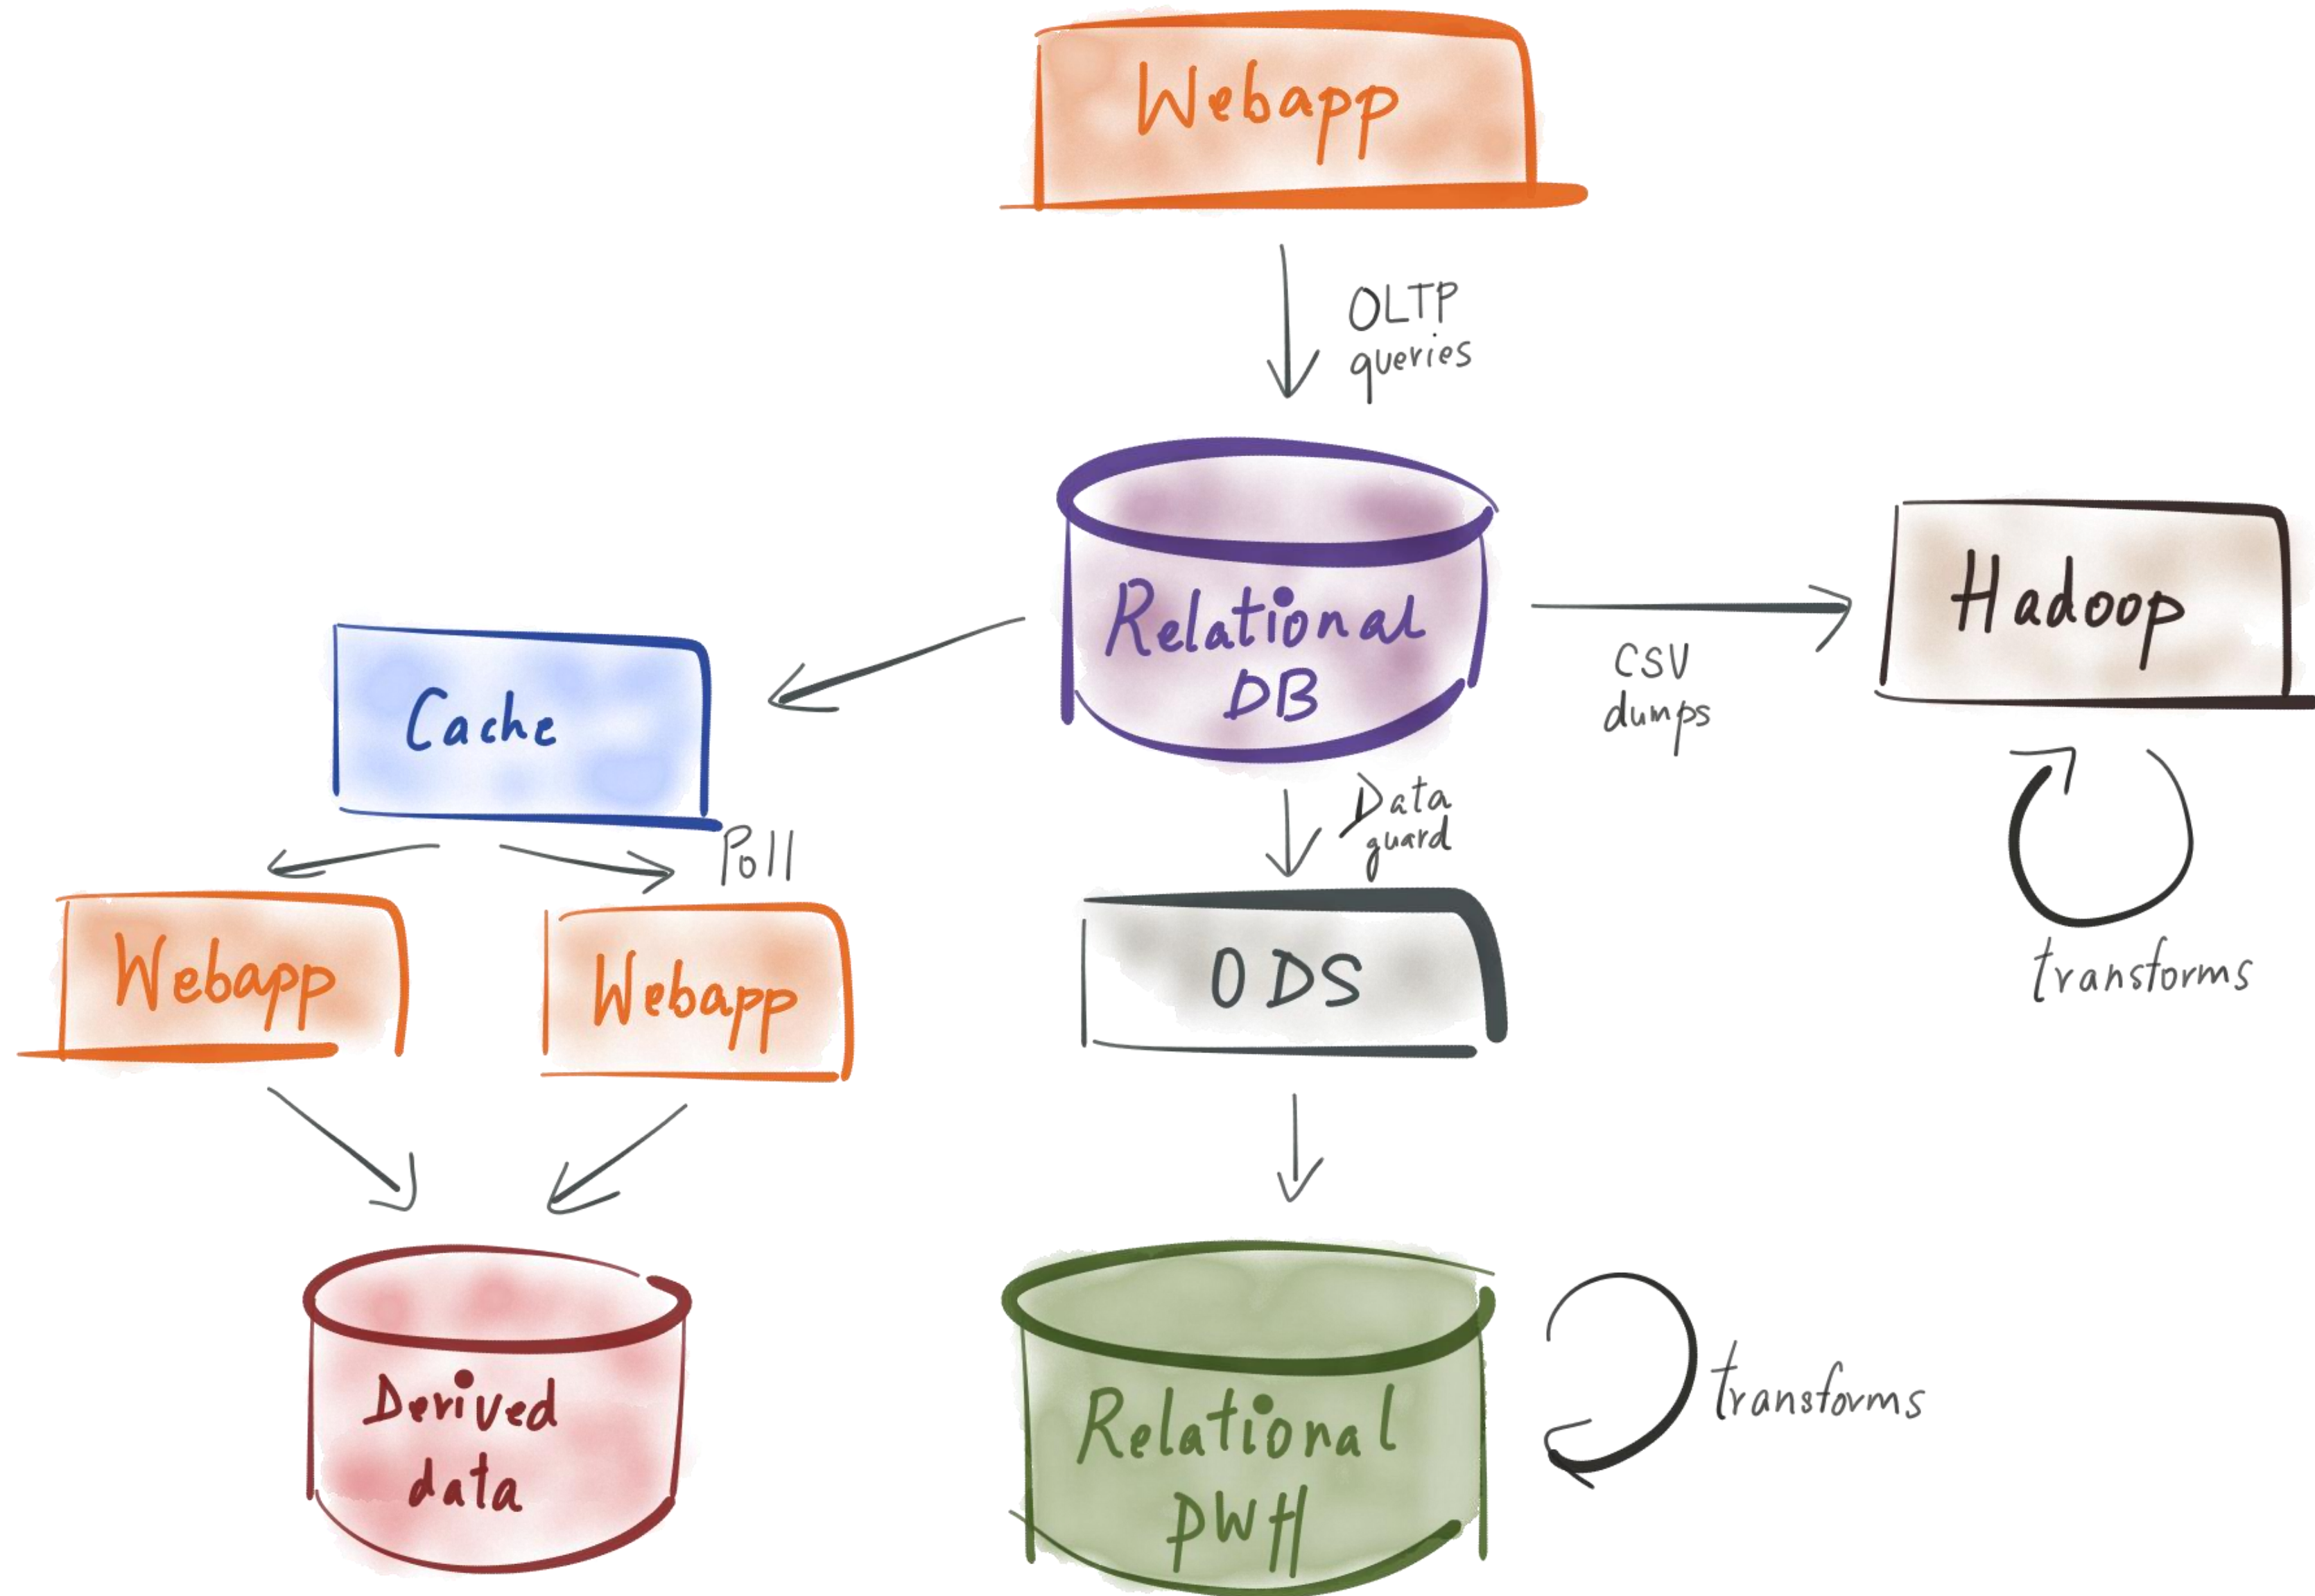 Webapp
OLTP
queries
Relational
DB
Hadoop
CSV
dumps
transforms
Cache
Poll
Webapp
Webapp
Derived
data
Data
guard
ODS
Relational
DWH
transforms